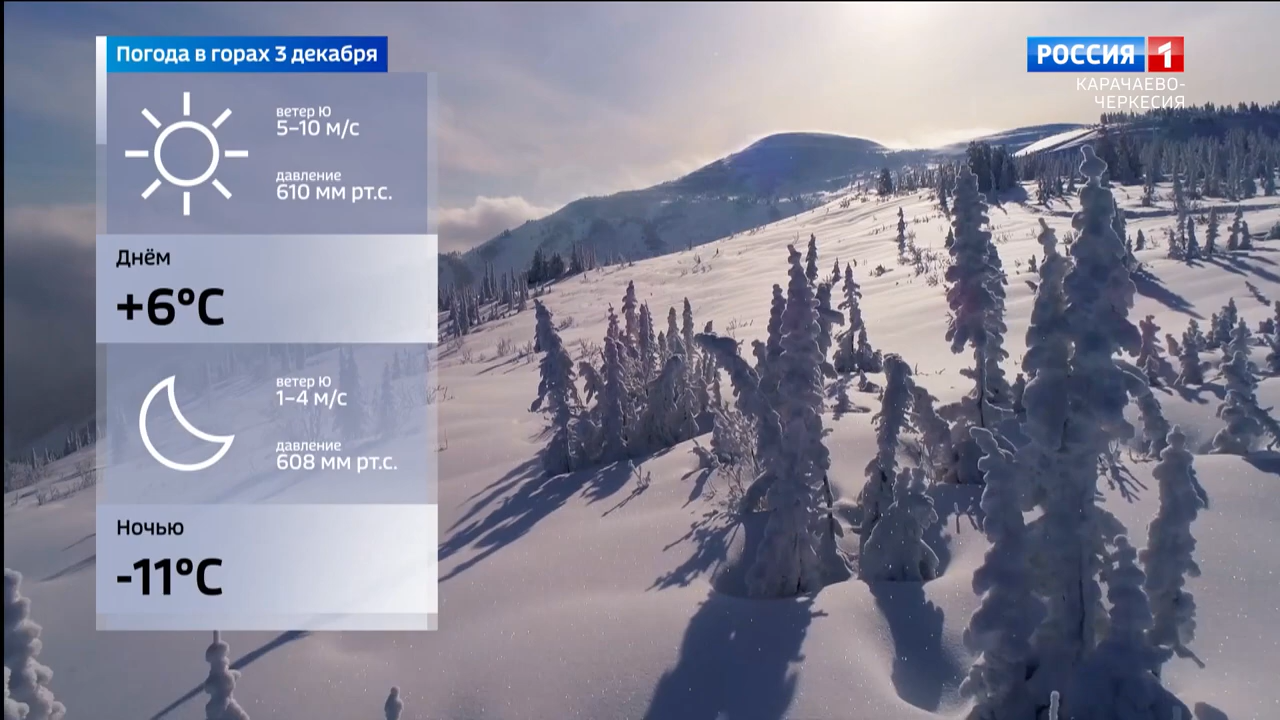 Погода в горах 3 декабря
ветер Ю
5-10 м/с
давление
610 мм рт.с.
Днём
+6°C
ветер Ю
1-4 м/с
давление
608 мм рт.с.
Ночью
-11°C
РОССИЯ 1
КАРАЧАЕВО-
ЧЕРКЕСИЯ